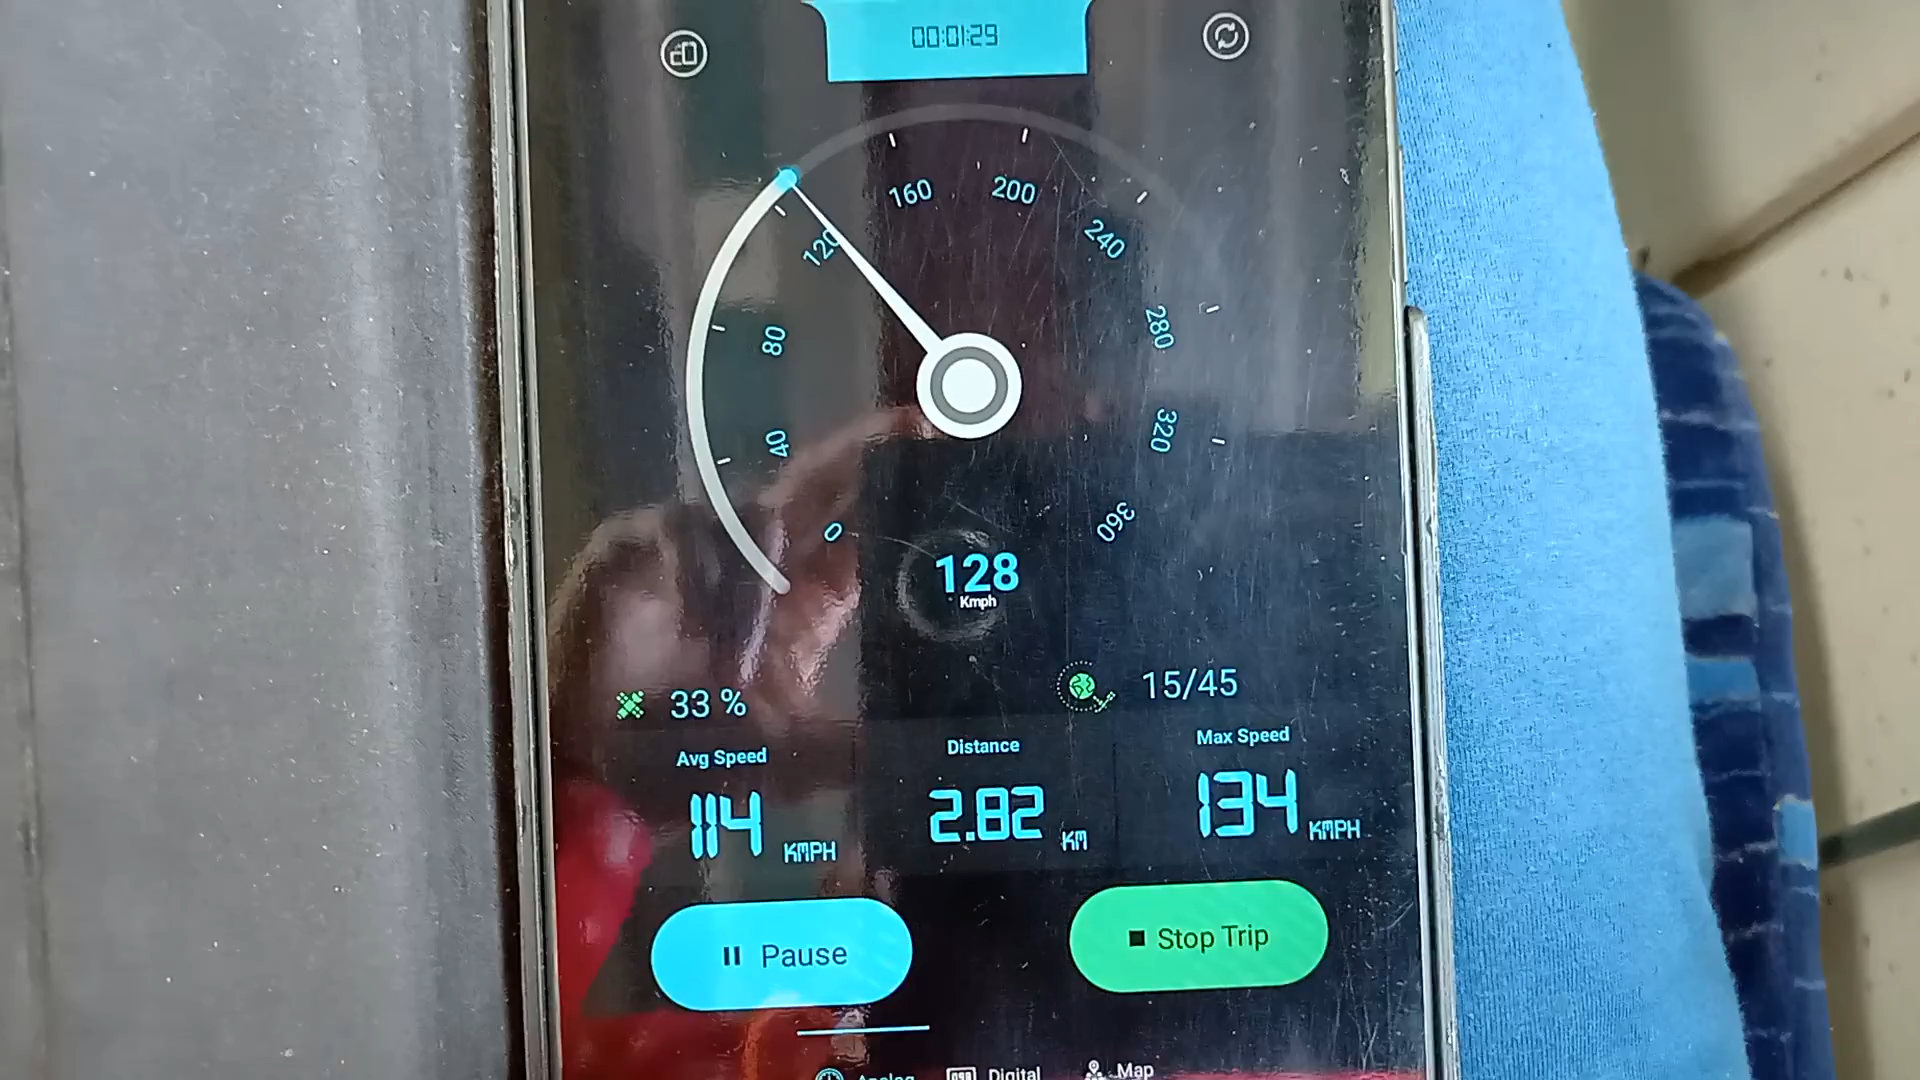 00:01:29
160
200
120
240
80
280
40
320
0
360
128
Kmph
33 %
15/45
Avg Speed
Distance
Max Speed
114 KMPH
2.82 KM
134 KMPH
Pause
Stop Trip
Analog
Digital
Map